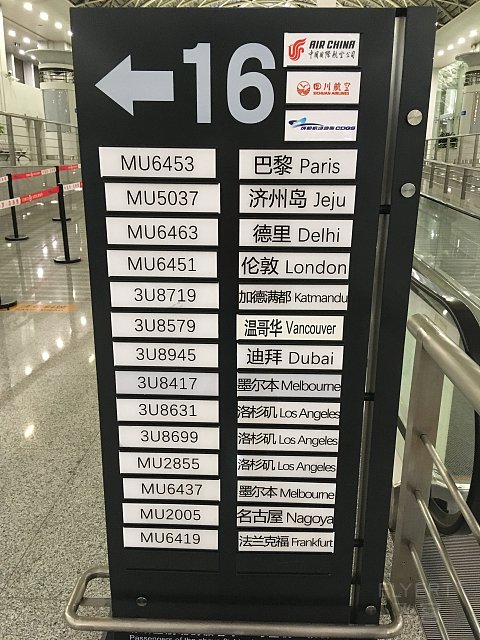 16
AIR CHINA
中国国际航空公司
四川航空
SICHUAN AIRLINES
CDGS
MU6453 巴黎 Paris
MU5037 济州岛 Jeju
MU6463 德里 Delhi
MU6451 伦敦 London
3U8719 加德满都 Katmandu
3U8579 温哥华 Vancouver
3U8945 迪拜 Dubai
3U8417 墨尔本 Melbourne
3U8631 洛杉矶 Los Angeles
3U8699 洛杉矶 Los Angeles
MU2855 洛杉矶 Los Angeles
MU6437 墨尔本 Melbourne
MU2005 名古屋 Nagoya
MU6419 法兰克福 Frankfurt